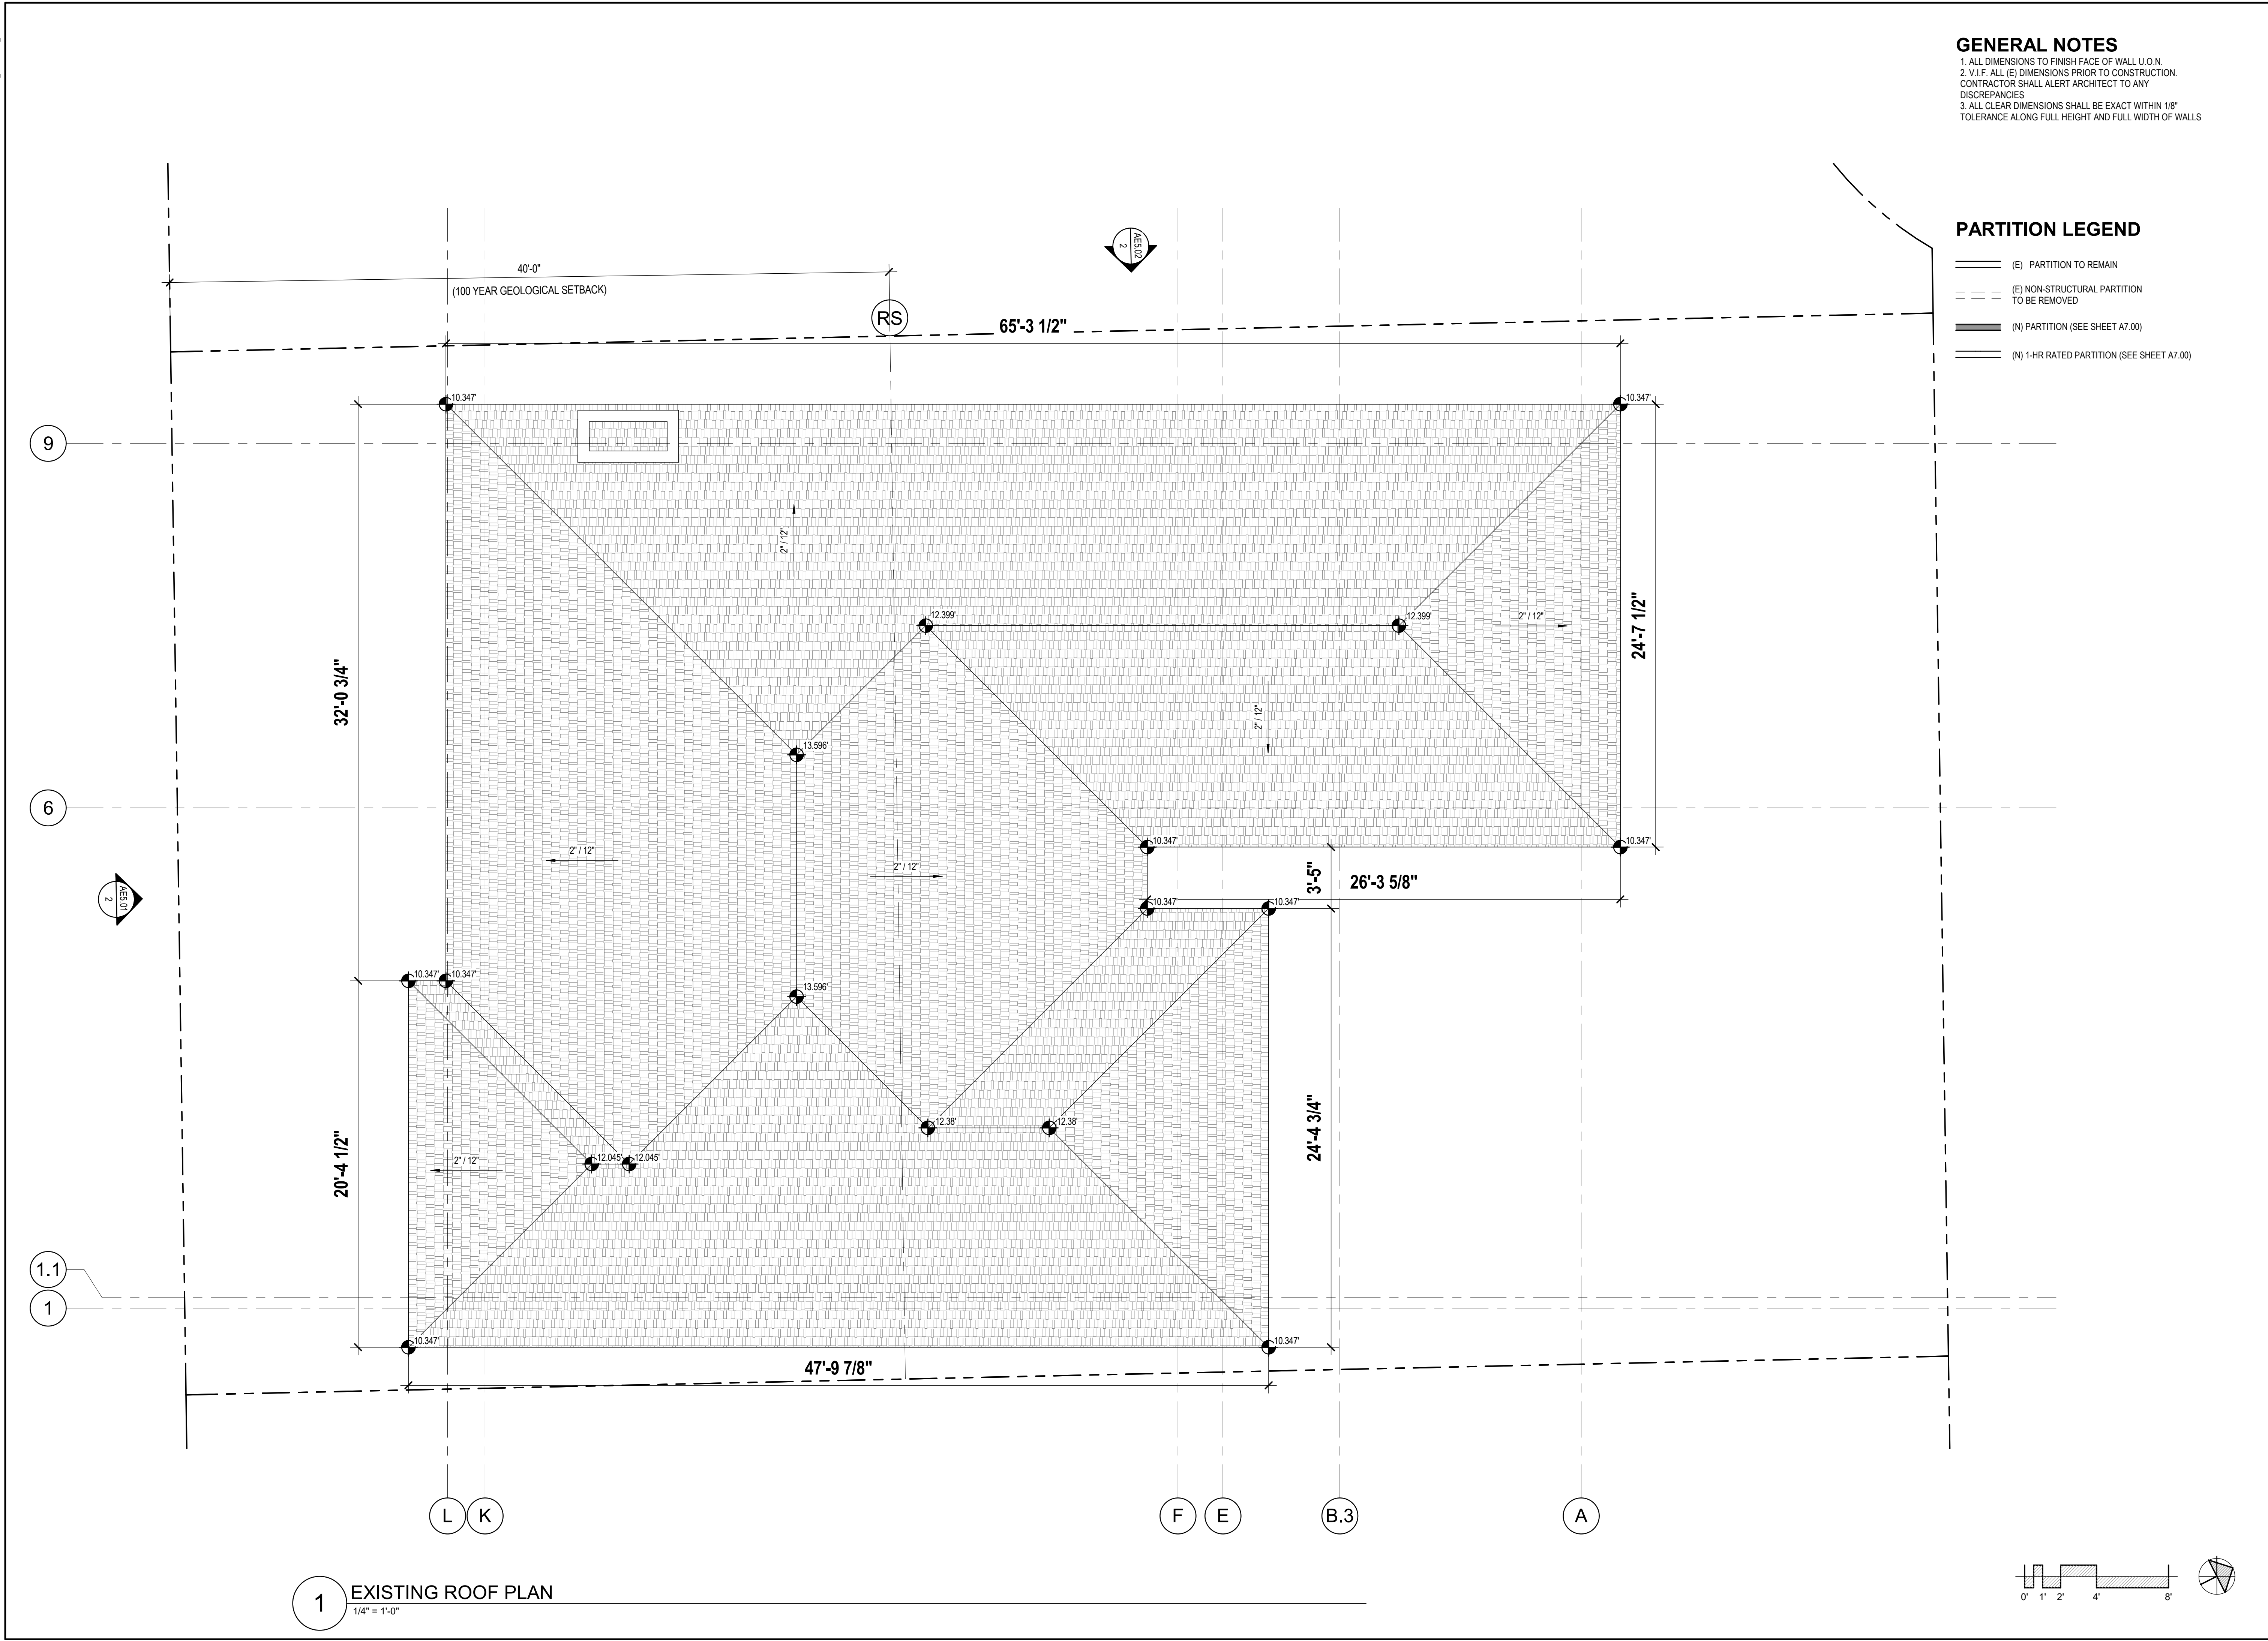 GENERAL NOTES
1. ALL DIMENSIONS TO FINISH FACE OF WALL U.O.N.
2. V.I.F. ALL (E) DIMENSIONS PRIOR TO CONSTRUCTION.
CONTRACTOR SHALL ALERT ARCHITECT TO ANY
DISCREPANCIES
3. ALL CLEAR DIMENSIONS SHALL BE EXACT WITHIN 1/8"
TOLERANCE ALONG FULL HEIGHT AND FULL WIDTH OF WALLS
PARTITION LEGEND
(E) PARTITION TO REMAIN
(E) NON-STRUCTURAL PARTITION
TO BE REMOVED
(N) PARTITION (SEE SHEET A7.00)
(N) 1-HR RATED PARTITION (SEE SHEET A7.00)
AE5.02
2
40'-0"
(100 YEAR GEOLOGICAL SETBACK)
RS
65'-3 1/2"
10.347'
10.347'
9
2" / 12"
12.399'
12.399'
2" / 12"
24'-7 1/2"
32'-0 3/4"
2" / 12"
13.596'
6
10.347'
10.347'
2" / 12"
2" / 12"
3'-5"
26'-3 5/8"
AE5.01
2
10.347'
10.347'
10.347'
10.347'
13.596'
12.38'
12.38'
24'-4 3/4"
20'-4 1/2"
2" / 12"
12.045'
12.045'
1.1
1
10.347'
10.347'
47'-9 7/8"
L
K
F
E
B.3
A
1
EXISTING ROOF PLAN
1/4" = 1'-0"
0'
1'
2'
4'
8'